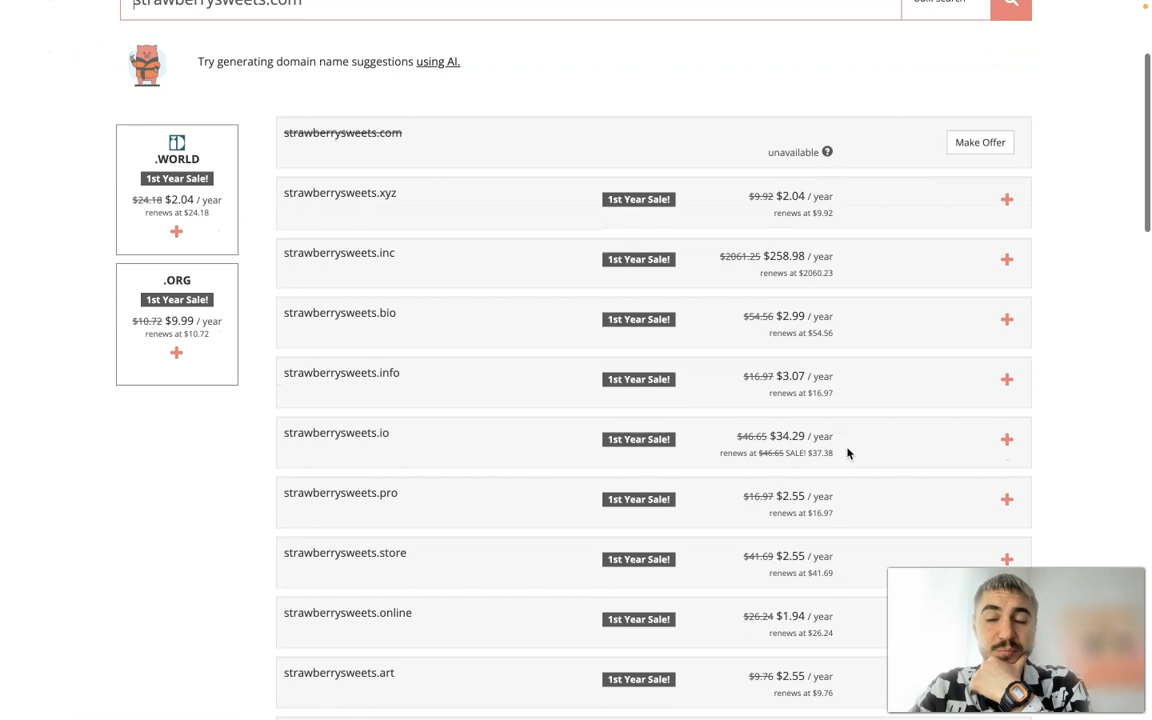 strawberrysweets.com
bulk search
Try generating domain name suggestions using AI.
.WORLD
1st Year Sale!
$24.18 $2.04 / year
renews at $24.18
.ORG
1st Year Sale!
$10.72 $9.99 / year
renews at $10.72
strawberrysweets.com
unavailable ?
Make Offer
strawberrysweets.xyz
1st Year Sale!
$9.92 $2.04 / year
renews at $9.92
strawberrysweets.inc
1st Year Sale!
$2061.25 $258.98 / year
renews at $2060.23
strawberrysweets.bio
1st Year Sale!
$54.56 $2.99 / year
renews at $54.56
strawberrysweets.info
1st Year Sale!
$16.97 $3.07 / year
renews at $16.97
strawberrysweets.io
1st Year Sale!
$46.65 $34.29 / year
renews at $46.65 SALE! $37.38
strawberrysweets.pro
1st Year Sale!
$16.97 $2.55 / year
renews at $16.97
strawberrysweets.store
1st Year Sale!
$41.69 $2.55 / year
renews at $41.69
strawberrysweets.online
1st Year Sale!
$26.24 $1.94 / year
renews at $26.24
strawberrysweets.art
1st Year Sale!
$9.76 $2.55 / year
renews at $9.76